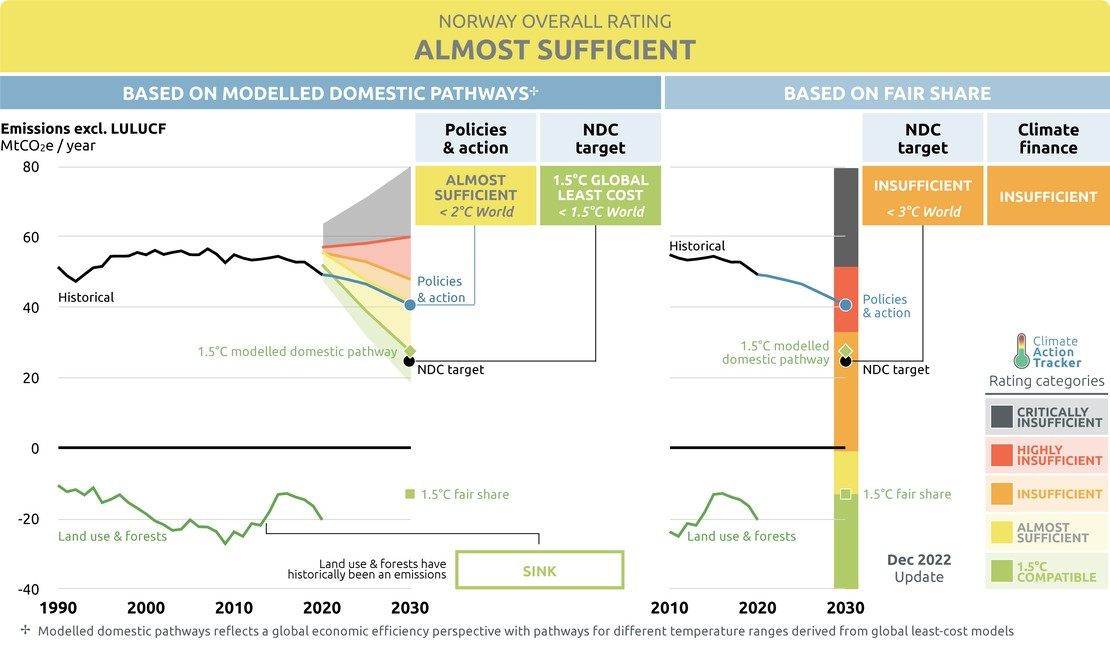 NORWAY OVERALL RATING
ALMOST SUFFICIENT
BASED ON MODELLED DOMESTIC PATHWAYS✢
BASED ON FAIR SHARE
Emissions excl. LULUCF
MtCO₂e / year
Policies
& action
NDC
target
NDC
target
Climate
finance
ALMOST
SUFFICIENT
< 2°C World
1.5°C GLOBAL
LEAST COST
< 1.5°C World
INSUFFICIENT
< 3°C World
INSUFFICIENT
80
60
40
20
0
-20
-40
Historical
Policies
& action
1.5°C modelled domestic pathway
NDC target
1.5°C fair share
Land use & forests
Land use & forests have
historically been an emissions
SINK
1990
2000
2010
2020
2030
Historical
Policies
& action
1.5°C modelled
domestic pathway
NDC target
1.5°C fair share
Land use & forests
2010
2020
2030
Dec 2022
Update
Climate
Action
Tracker
Rating categories
CRITICALLY
INSUFFICIENT
HIGHLY
INSUFFICIENT
INSUFFICIENT
ALMOST
SUFFICIENT
1.5°C
COMPATIBLE
✢ Modelled domestic pathways reflects a global economic efficiency perspective with pathways for different temperature ranges derived from global least-cost models